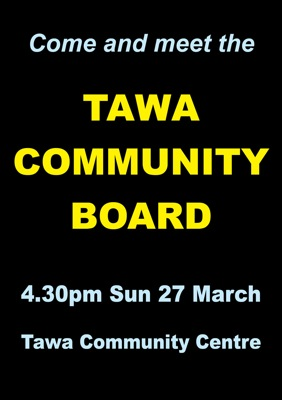 Come and meet the
TAWA
COMMUNITY
BOARD
4.30pm Sun 27 March
Tawa Community Centre